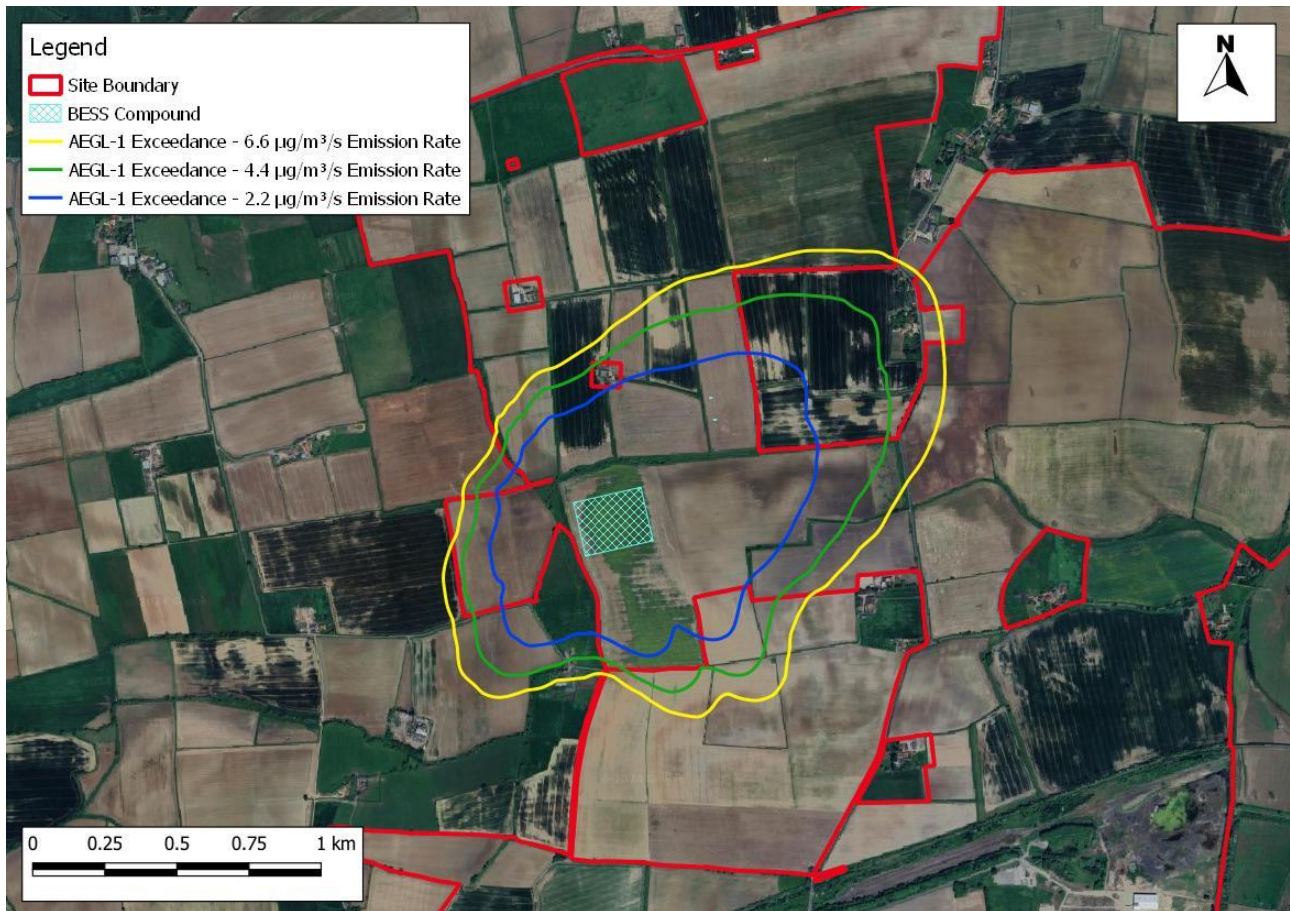 Legend
Site Boundary
BESS Compound
AEGL-1 Exceedance - 6.6 µg/m³/s Emission Rate
AEGL-1 Exceedance - 4.4 µg/m³/s Emission Rate
AEGL-1 Exceedance - 2.2 µg/m³/s Emission Rate
N
0 0.25 0.5 0.75 1 km